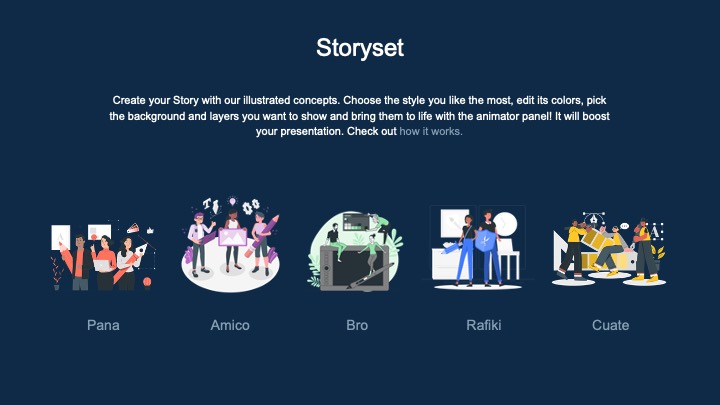 Storyset
Create your Story with our illustrated concepts. Choose the style you like the most, edit its colors, pick
the background and layers you want to show and bring them to life with the animator panel! It will boost
your presentation. Check out how it works.
Pana
Amico
Bro
Rafiki
Cuate